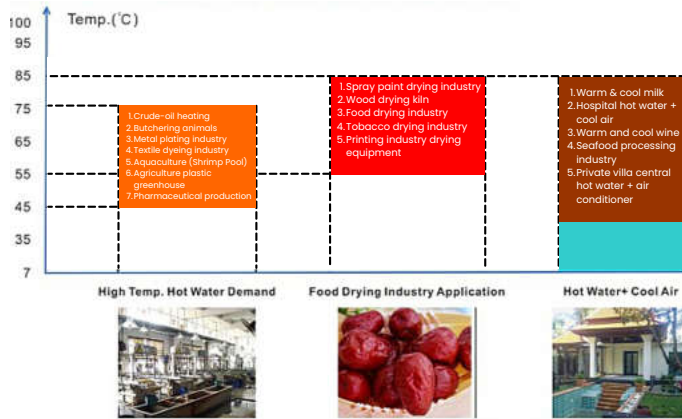 Temp.(℃)
100
95
85
75
65
55
45
35
7
1.Crude-oil heating
2.Butchering animals
3.Metal plating industry
4.Textile dyeing industry
5.Aquaculture (Shrimp Pool)
6.Agriculture plastic
greenhouse
7.Pharmaceutical production
1.Spray paint drying industry
2.Wood drying kiln
3.Food drying industry
4.Tobacco drying industry
5.Printing industry drying
equipment
1.Warm & cool milk
2.Hospital hot water +
cool air
3.Warm and cool wine
4.Seafood processing
industry
5.Private villa central
hot water + air
conditioner
High Temp. Hot Water Demand
Food Drying Industry Application
Hot Water+ Cool Air